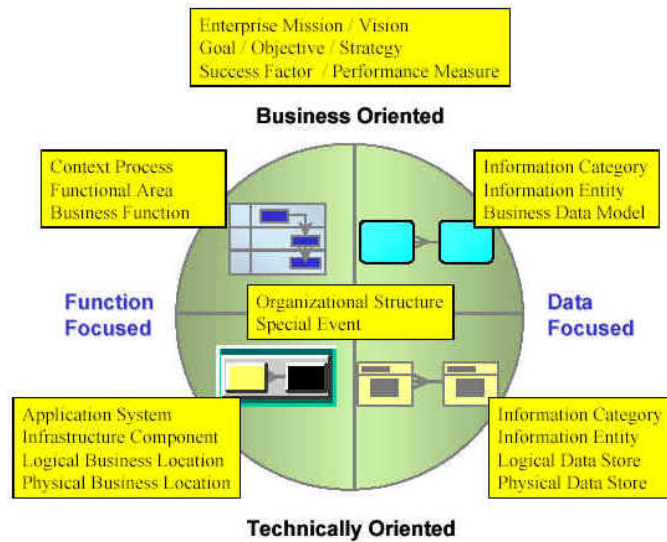 Enterprise Mission / Vision
Goal / Objective / Strategy
Success Factor / Performance Measure
Business Oriented
Context Process
Functional Area
Business Function
Information Category
Information Entity
Business Data Model
Function
Focused
Organizational Structure
Special Event
Data
Focused
Application System
Infrastructure Component
Logical Business Location
Physical Business Location
Information Category
Information Entity
Logical Data Store
Physical Data Store
Technically Oriented